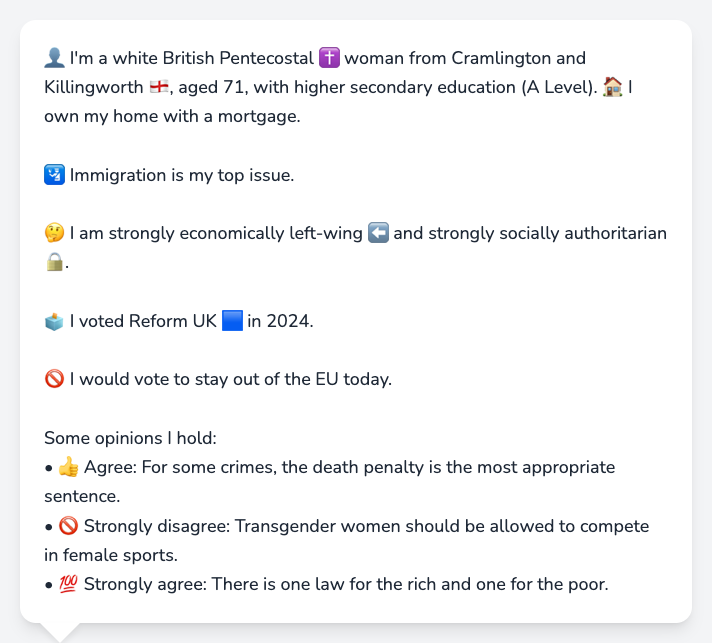 👤 I'm a white British Pentecostal ✝️ woman from Cramlington and
Killingworth 🏴󠁧󠁢󠁥󠁮󠁧󠁿, aged 71, with higher secondary education (A Level). 🏠 I
own my home with a mortgage.
🛂 Immigration is my top issue.
🤔 I am strongly economically left-wing ⬅️ and strongly socially authoritarian
🔒.
🗳️ I voted Reform UK 🟦 in 2024.
🚫 I would vote to stay out of the EU today.
Some opinions I hold:
• 👍 Agree: For some crimes, the death penalty is the most appropriate
sentence.
• 🚫 Strongly disagree: Transgender women should be allowed to compete
in female sports.
• 💯 Strongly agree: There is one law for the rich and one for the poor.